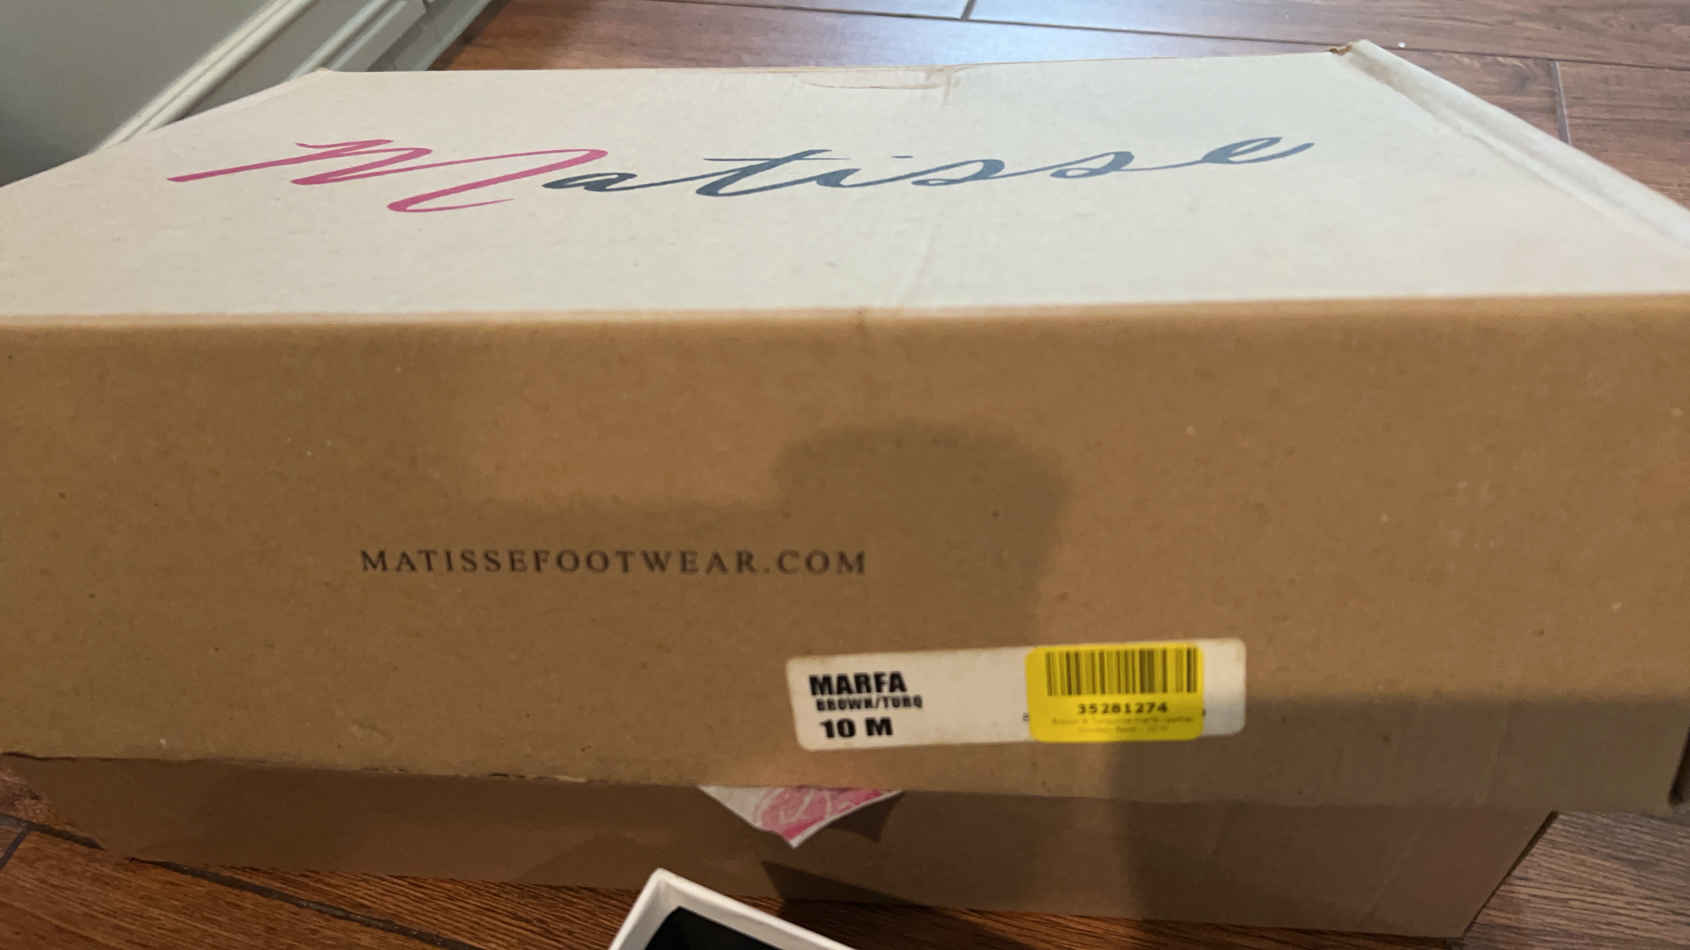 Matisse
MATISSEFOOTWEAR.COM
MARFA
BROWN/TURQ
10 M
35281274